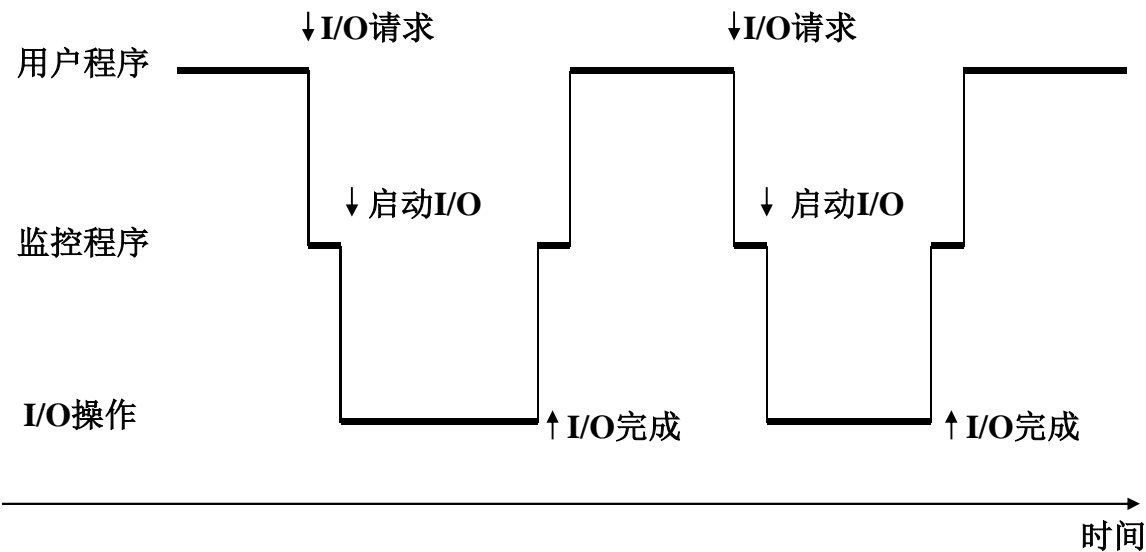 ↓I/O请求 ↓I/O请求
用户程序
↓ 启动I/O ↓ 启动I/O
监控程序
I/O操作 ↑I/O完成 ↑I/O完成
时间